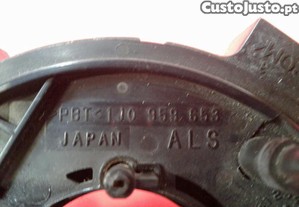 Custojusto.pt
PBT 1J0 959 653
JAPAN ALS